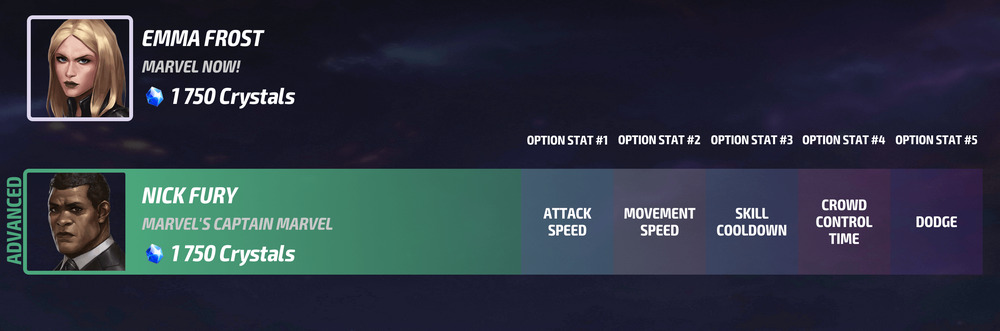 EMMA FROST
MARVEL NOW!
1 750 Crystals
OPTION STAT #1 OPTION STAT #2 OPTION STAT #3 OPTION STAT #4 OPTION STAT #5
ADVANCED
NICK FURY
MARVEL'S CAPTAIN MARVEL
1 750 Crystals
ATTACK
SPEED
MOVEMENT
SPEED
SKILL
COOLDOWN
CROWD
CONTROL
TIME
DODGE